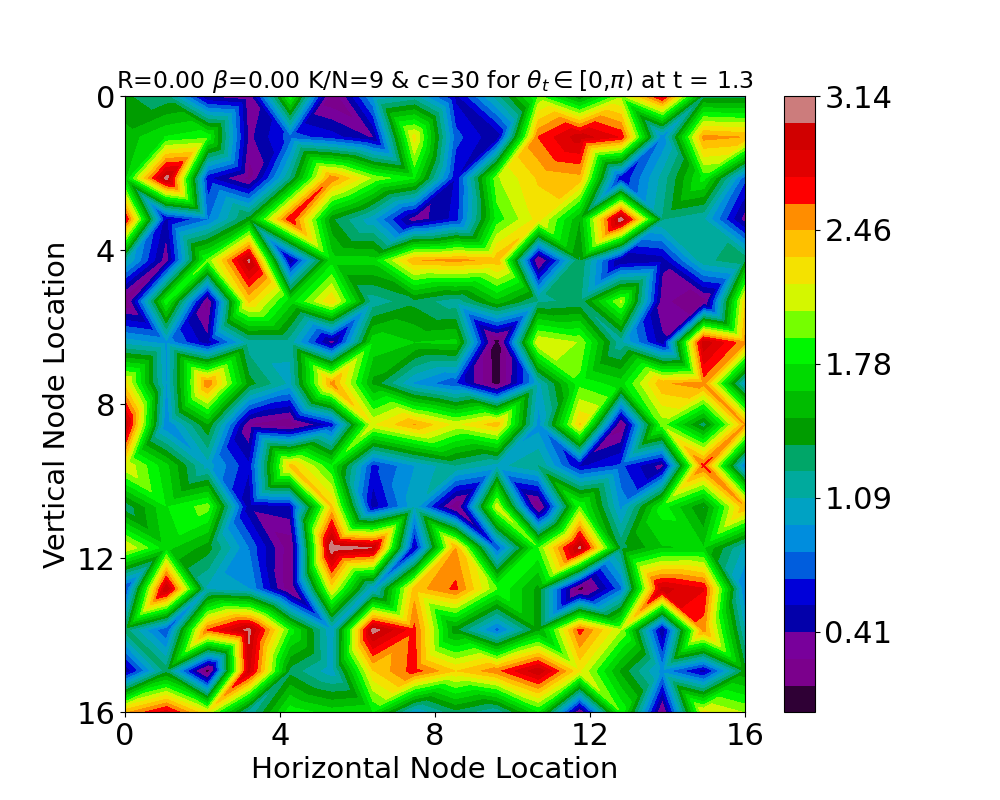 R=0.00 β=0.00 K/N=9 & c=30 for θₜ ∈ [0,π) at t = 1.3
0
4
8
12
16
0 4 8 12 16
Vertical Node Location
Horizontal Node Location
3.14
2.46
1.78
1.09
0.41